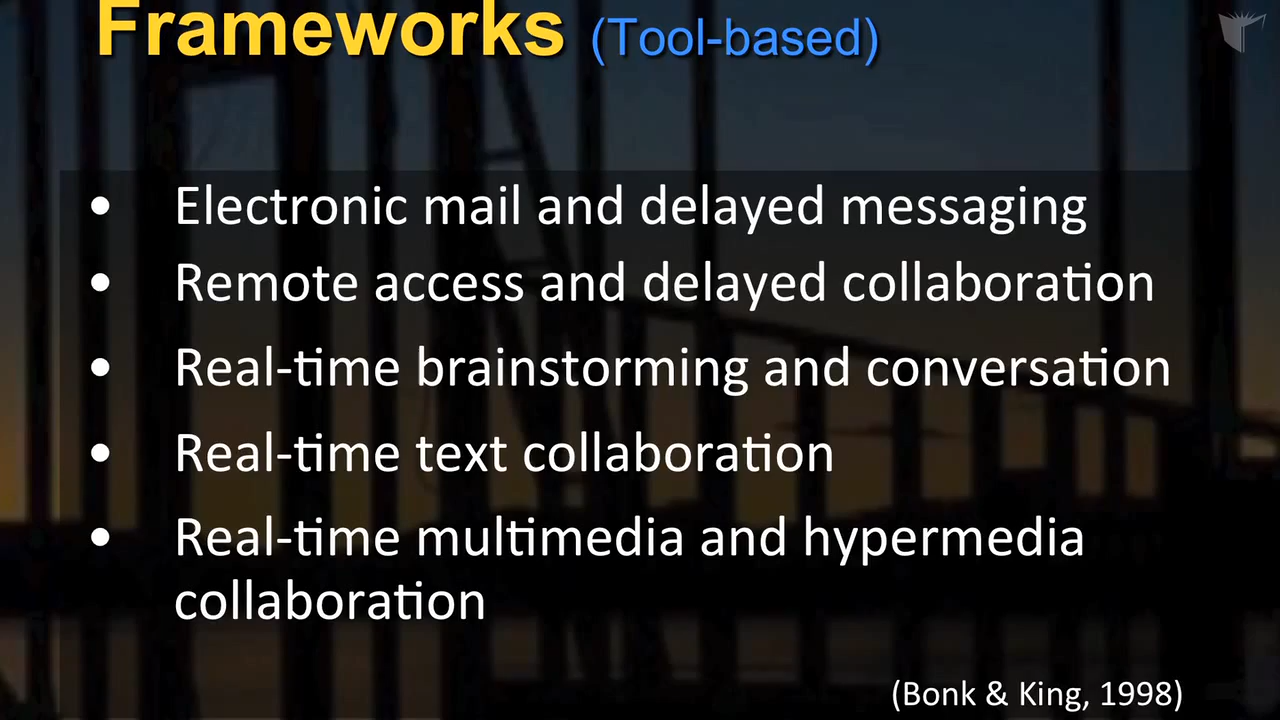 Frameworks (Tool-based)
• Electronic mail and delayed messaging
• Remote access and delayed collaboration
• Real-time brainstorming and conversation
• Real-time text collaboration
• Real-time multimedia and hypermedia
collaboration
(Bonk & King, 1998)